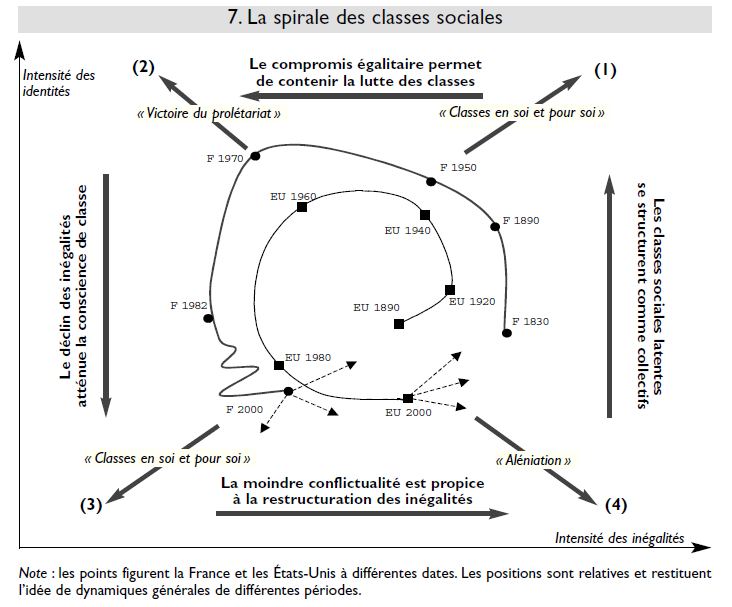 7. La spirale des classes sociales
Intensité des
identités
(2)
Le compromis égalitaire permet
de contenir la lutte des classes
(1)
« Victoire du prolétariat »
« Classes en soi et pour soi »
F 1970
F 1950
EU 1960
EU 1940
F 1890
Le déclin des inégalités
atténue la conscience de classe
Les classes sociales latentes
se structurent comme collectifs
EU 1890
EU 1920
F 1982
F 1830
EU 1980
F 2000
EU 2000
« Classes en soi et pour soi »
« Aléniation »
(3)
La moindre conflictualité est propice
à la restructuration des inégalités
(4)
Intensité des inégalités
Note : les points figurent la France et les États-Unis à différentes dates. Les positions sont relatives et restituent
l'idée de dynamiques générales de différentes périodes.